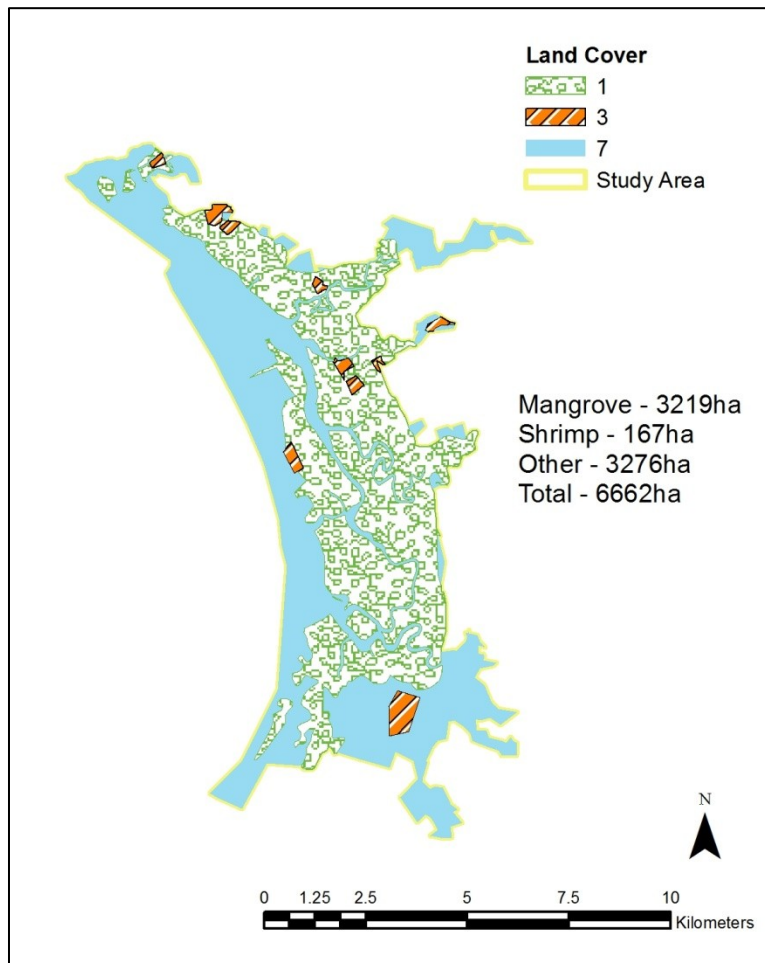 Land Cover
1
3
7
Study Area
Mangrove - 3219ha
Shrimp - 167ha
Other - 3276ha
Total - 6662ha
N
0 1.25 2.5 5 7.5 10
Kilometers